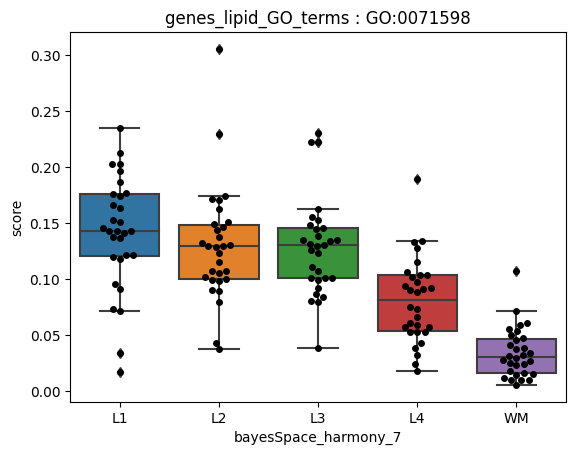 genes_lipid_GO_terms : GO:0071598
0.30
0.25
0.20
0.15
0.10
0.05
0.00
score
L1 L2 L3 L4 WM
bayesSpace_harmony_7